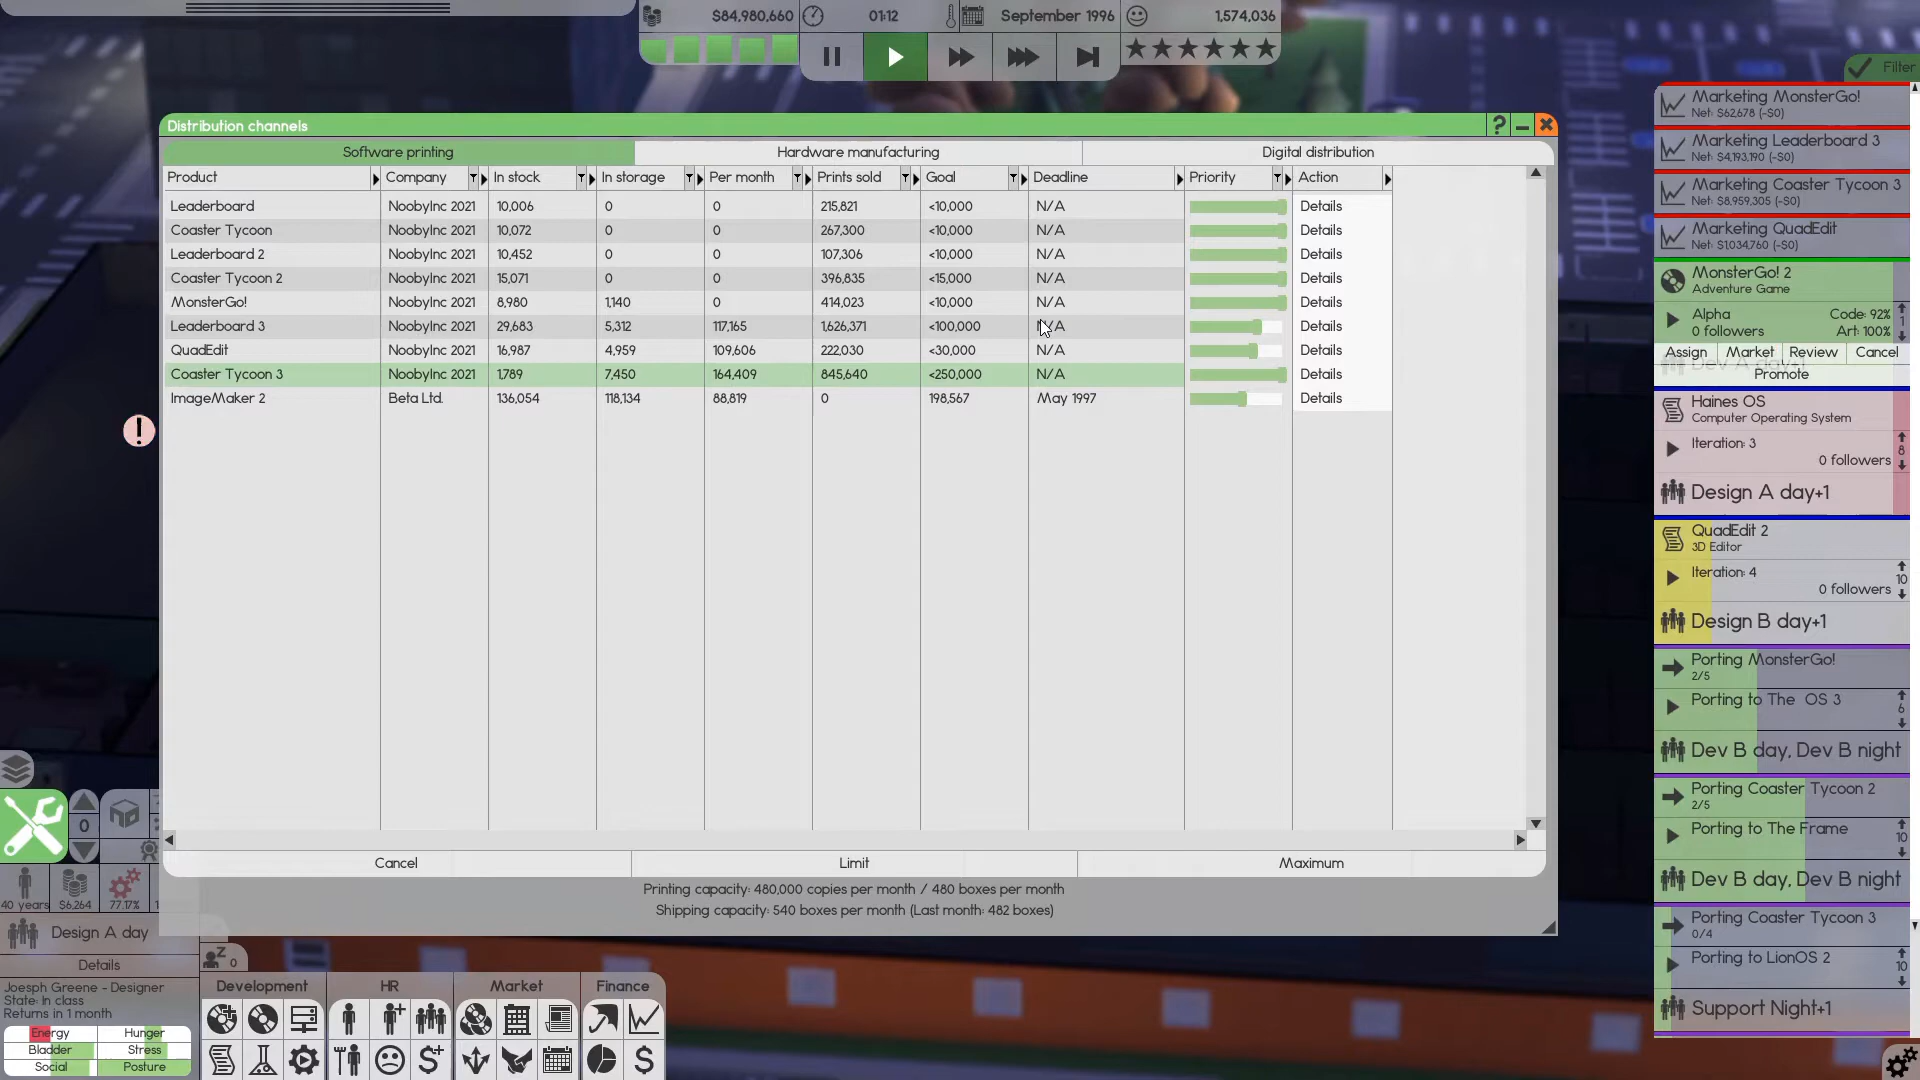 $84,980,660
01:12
September 1996
1,574,036
Filter
Distribution channels
?
Software printing
Hardware manufacturing
Digital distribution
Product Company In stock In storage Per month Prints sold Goal Deadline Priority Action
Leaderboard NoobyInc 2021 10,006 0 0 215,821 <10,000 N/A Details
Coaster Tycoon NoobyInc 2021 10,072 0 0 267,300 <10,000 N/A Details
Leaderboard 2 NoobyInc 2021 10,452 0 0 107,306 <10,000 N/A Details
Coaster Tycoon 2 NoobyInc 2021 15,071 0 0 396,835 <15,000 N/A Details
MonsterGo! NoobyInc 2021 8,980 1,140 0 414,023 <10,000 N/A Details
Leaderboard 3 NoobyInc 2021 29,683 5,312 117,165 1,626,371 <100,000 N/A Details
QuadEdit NoobyInc 2021 16,987 4,959 109,606 222,030 <30,000 N/A Details
Coaster Tycoon 3 NoobyInc 2021 1,789 7,450 164,409 845,640 <250,000 N/A Details
ImageMaker 2 Beta Ltd. 136,054 118,134 88,819 0 198,567 May 1997 Details
Cancel
Limit
Maximum
Printing capacity: 480,000 copies per month / 480 boxes per month
Shipping capacity: 540 boxes per month (Last month: 482 boxes)
Marketing MonsterGo!
Net: $62,678 (-$0)
Marketing Leaderboard 3
Net: $4,193,190 (-$0)
Marketing Coaster Tycoon 3
Net: $8,959,305 (-$0)
Marketing QuadEdit
Net: $1,034,760 (-$0)
MonsterGo! 2
Adventure Game
Alpha Code: 92%
0 followers Art: 100%
1
Assign Market Review Cancel
Dev A day+1
Promote
Haines OS
Computer Operating System
Iteration: 3
8
0 followers
Design A day+1
QuadEdit 2
3D Editor
Iteration: 4
10
0 followers
Design B day+1
Porting MonsterGo!
2/5
Porting to The OS 3
6
Dev B day, Dev B night
Porting Coaster Tycoon 2
2/5
Porting to The Frame
10
Dev B day, Dev B night
Porting Coaster Tycoon 3
0/4
Porting to LionOS 2
10
Support Night+1
!
0
40 years $6,264 77.17%
Design A day
Details
Joesph Greene - Designer
State: In class
Returns in 1 month
Energy Hunger
Bladder Stress
Social Posture
Z 0
Development
HR
Market
Finance